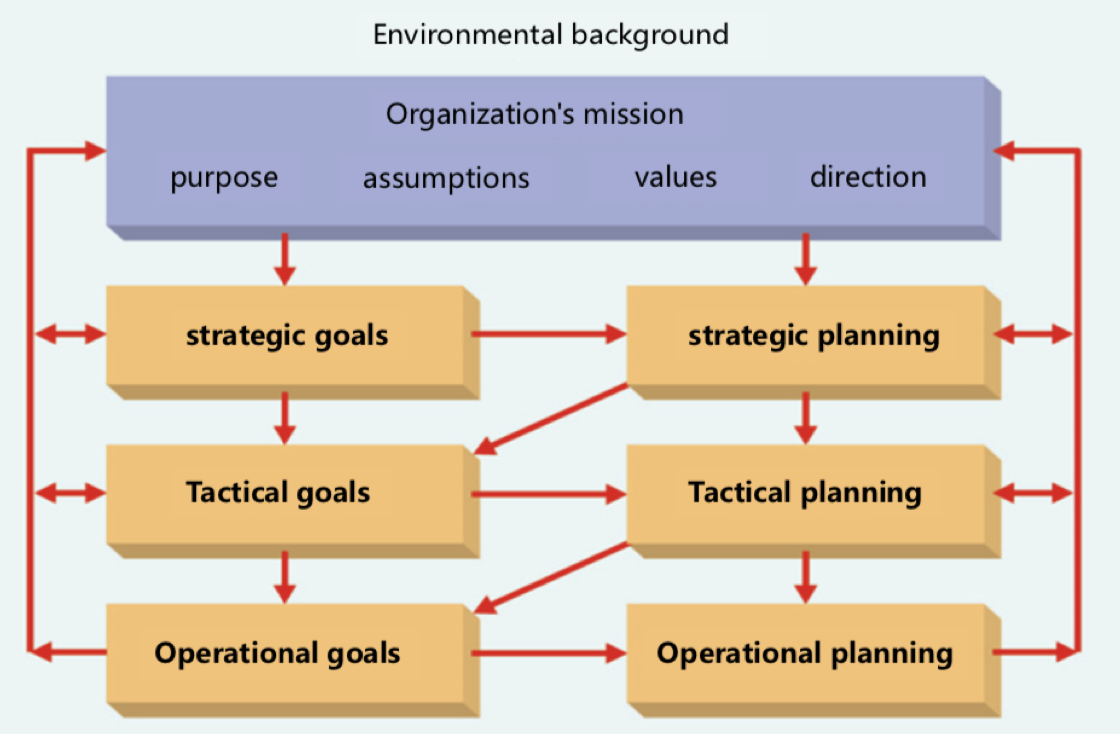 Environmental background
Organization's mission
purpose assumptions values direction
strategic goals strategic planning
Tactical goals Tactical planning
Operational goals Operational planning